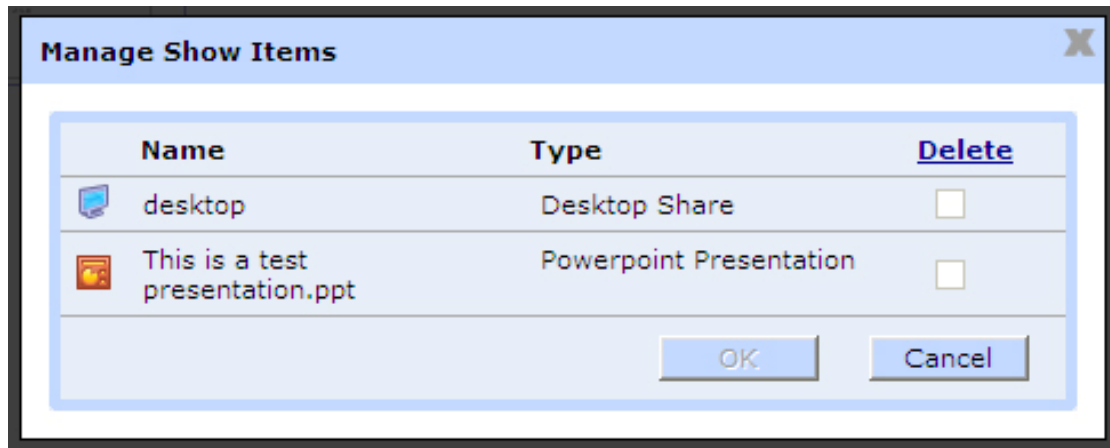 Manage Show Items
X
Name Type Delete
desktop Desktop Share
This is a test Powerpoint Presentation
presentation.ppt
OK Cancel